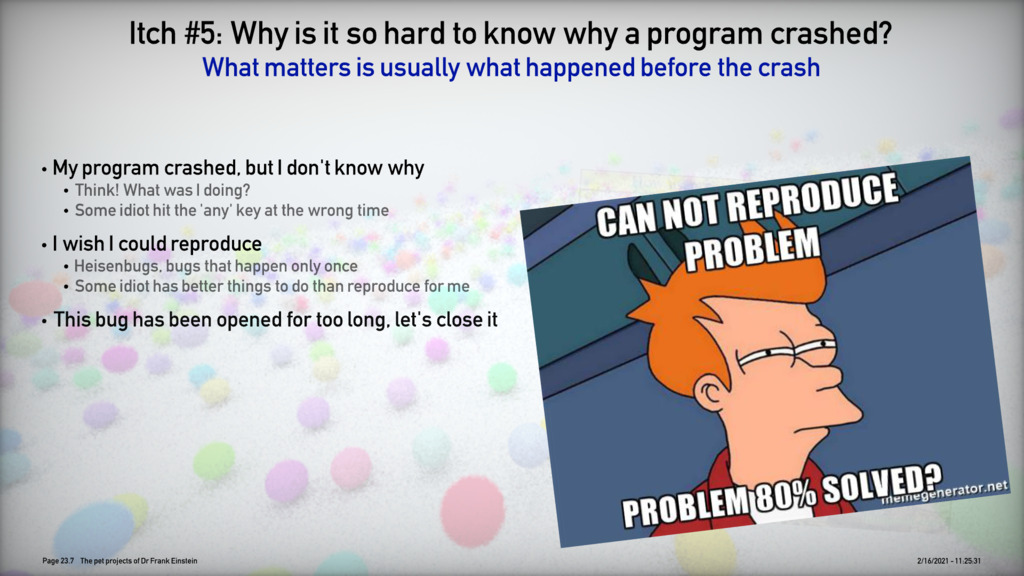 Itch #5: Why is it so hard to know why a program crashed?
What matters is usually what happened before the crash
• My program crashed, but I don't know why
• Think! What was I doing?
• Some idiot hit the 'any' key at the wrong time
• I wish I could reproduce
• Heisenbugs, bugs that happen only once
• Some idiot has better things to do than reproduce for me
• This bug has been opened for too long, let's close it
CAN NOT REPRODUCE
PROBLEM
PROBLEM 80% SOLVED?
memegenerator.net
Page 23.7 The pet projects of Dr Frank Einstein
2/16/2021 - 11:25:31